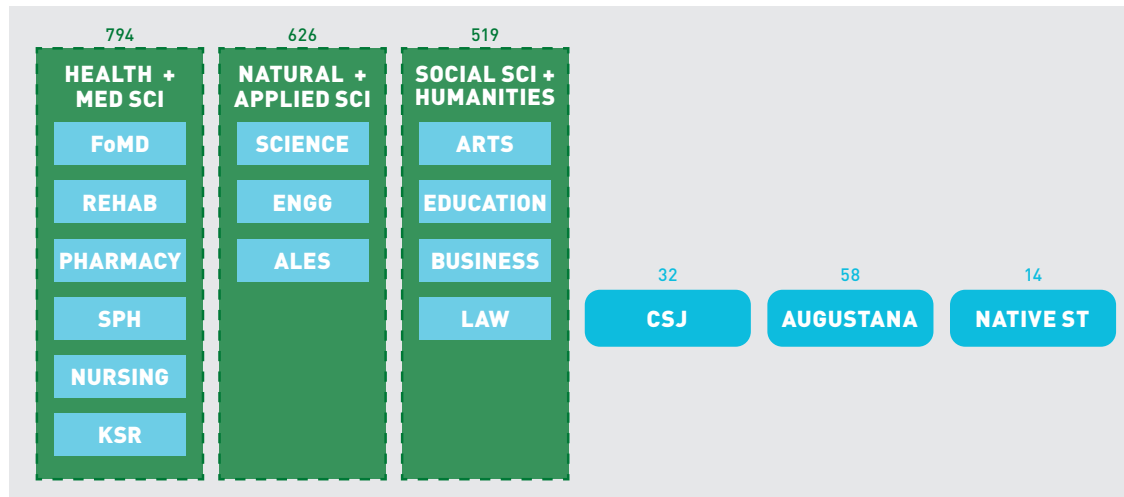 794
HEALTH +
MED SCI
FoMD
REHAB
PHARMACY
SPH
NURSING
KSR
626
NATURAL +
APPLIED SCI
SCIENCE
ENGG
ALES
519
SOCIAL SCI +
HUMANITIES
ARTS
EDUCATION
BUSINESS
LAW
32
CSJ
58
AUGUSTANA
14
NATIVE ST